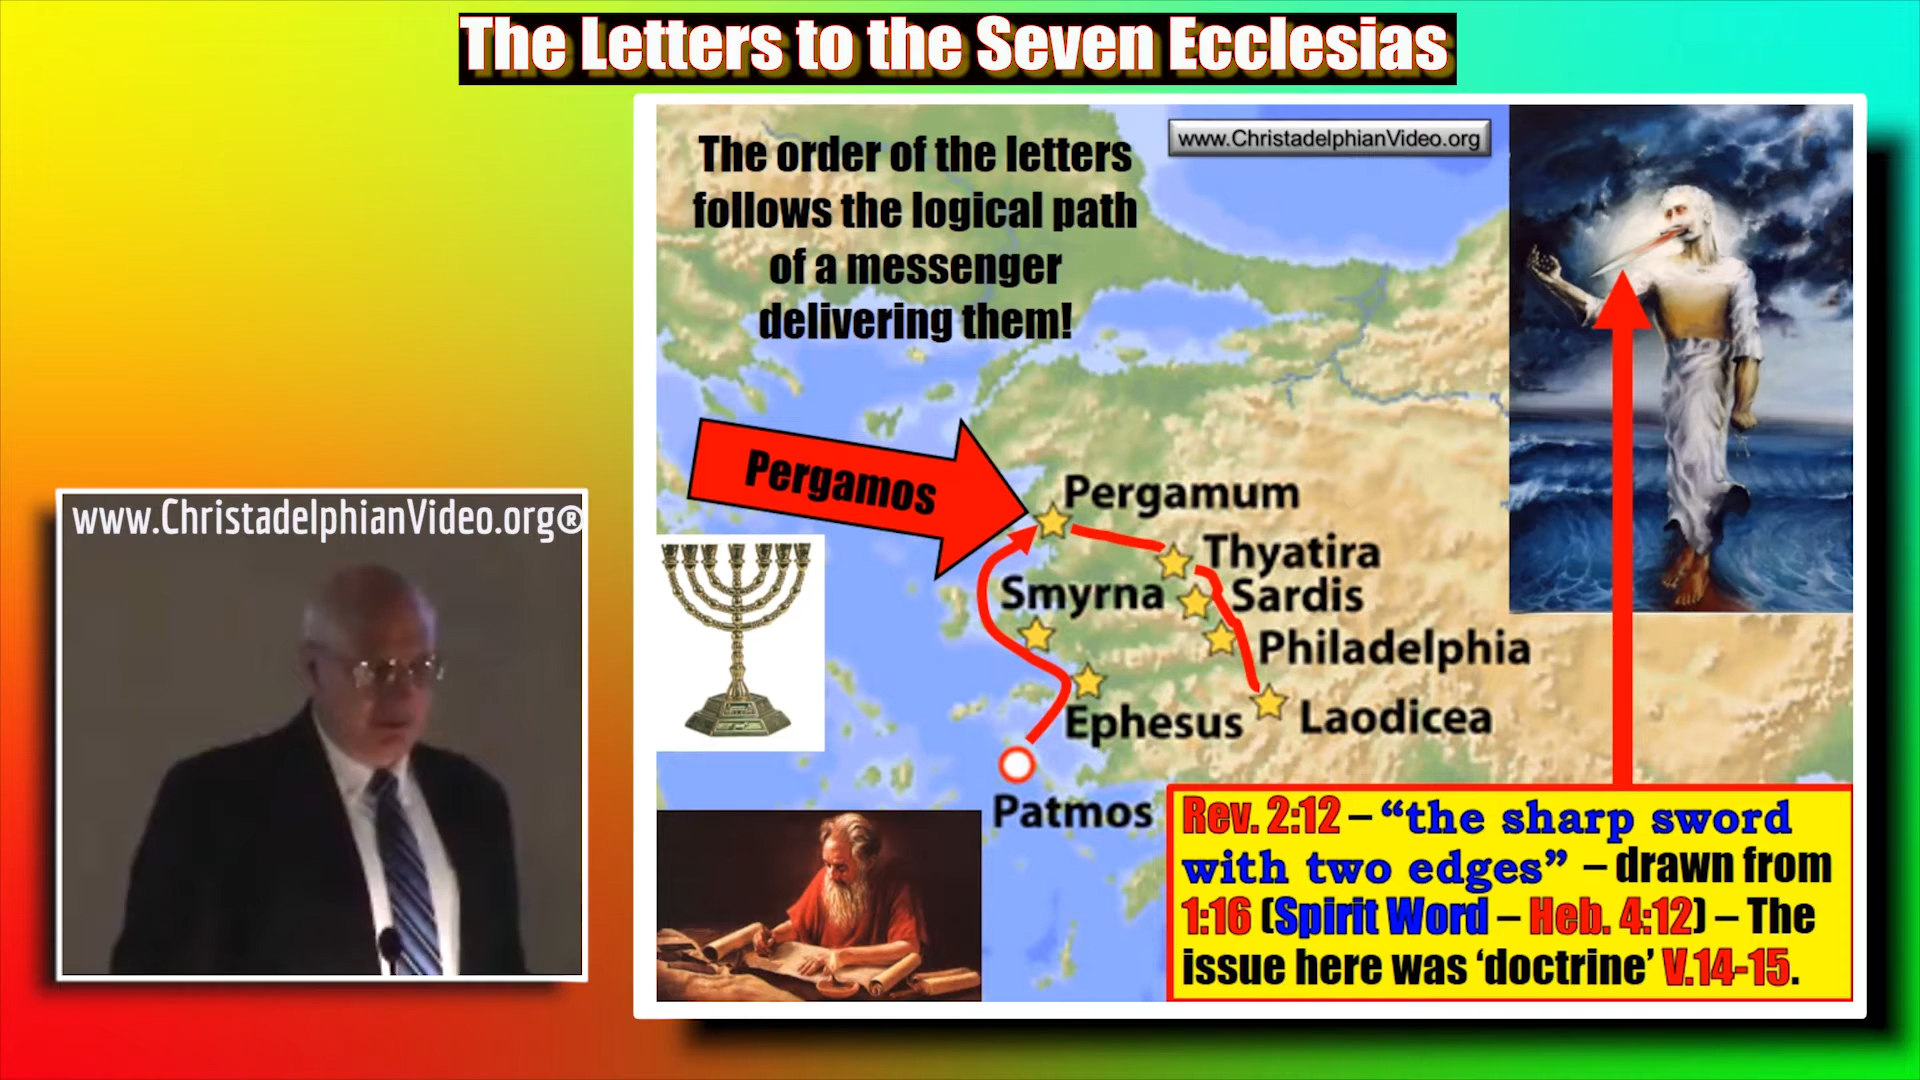 The Letters to the Seven Ecclesias
The order of the letters
follows the logical path
of a messenger
delivering them!
www.ChristadelphianVideo.org
Pergamos
Pergamum
Thyatira
Smyrna
Sardis
Philadelphia
Ephesus
Laodicea
Patmos
www.ChristadelphianVideo.org®
Rev. 2:12 – “the sharp sword
with two edges” – drawn from
1:16 (Spirit Word – Heb. 4:12) – The
issue here was ‘doctrine’ V.14-15.